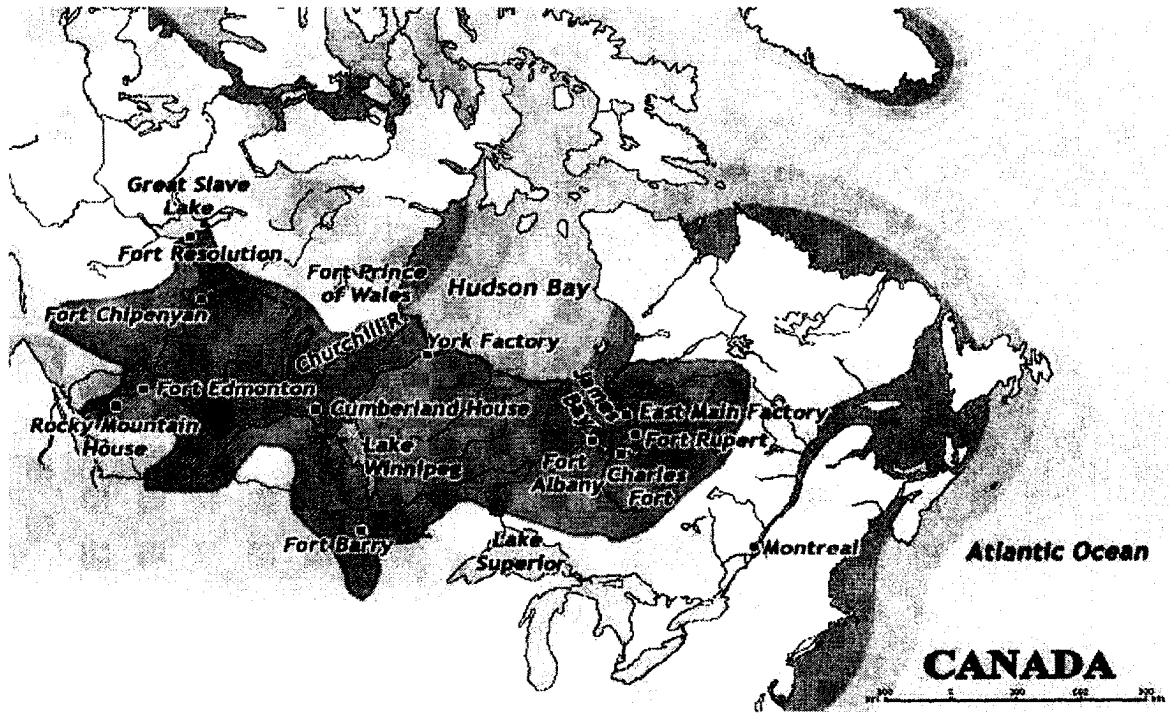 Great Slave
Lake
Fort Resolution
Fort Prince
of Wales
Hudson Bay
Fort Chipenyan
Churchill R.
York Factory
James
Bay
Fort Edmonton
Cumberland House
East Main Factory
Rocky Mountain
House
Lake
Winnipeg
Fort Rupert
Fort
Albany
Charles
Fort
Fort Barry
Lake
Superior
Montreal
Atlantic Ocean
CANADA